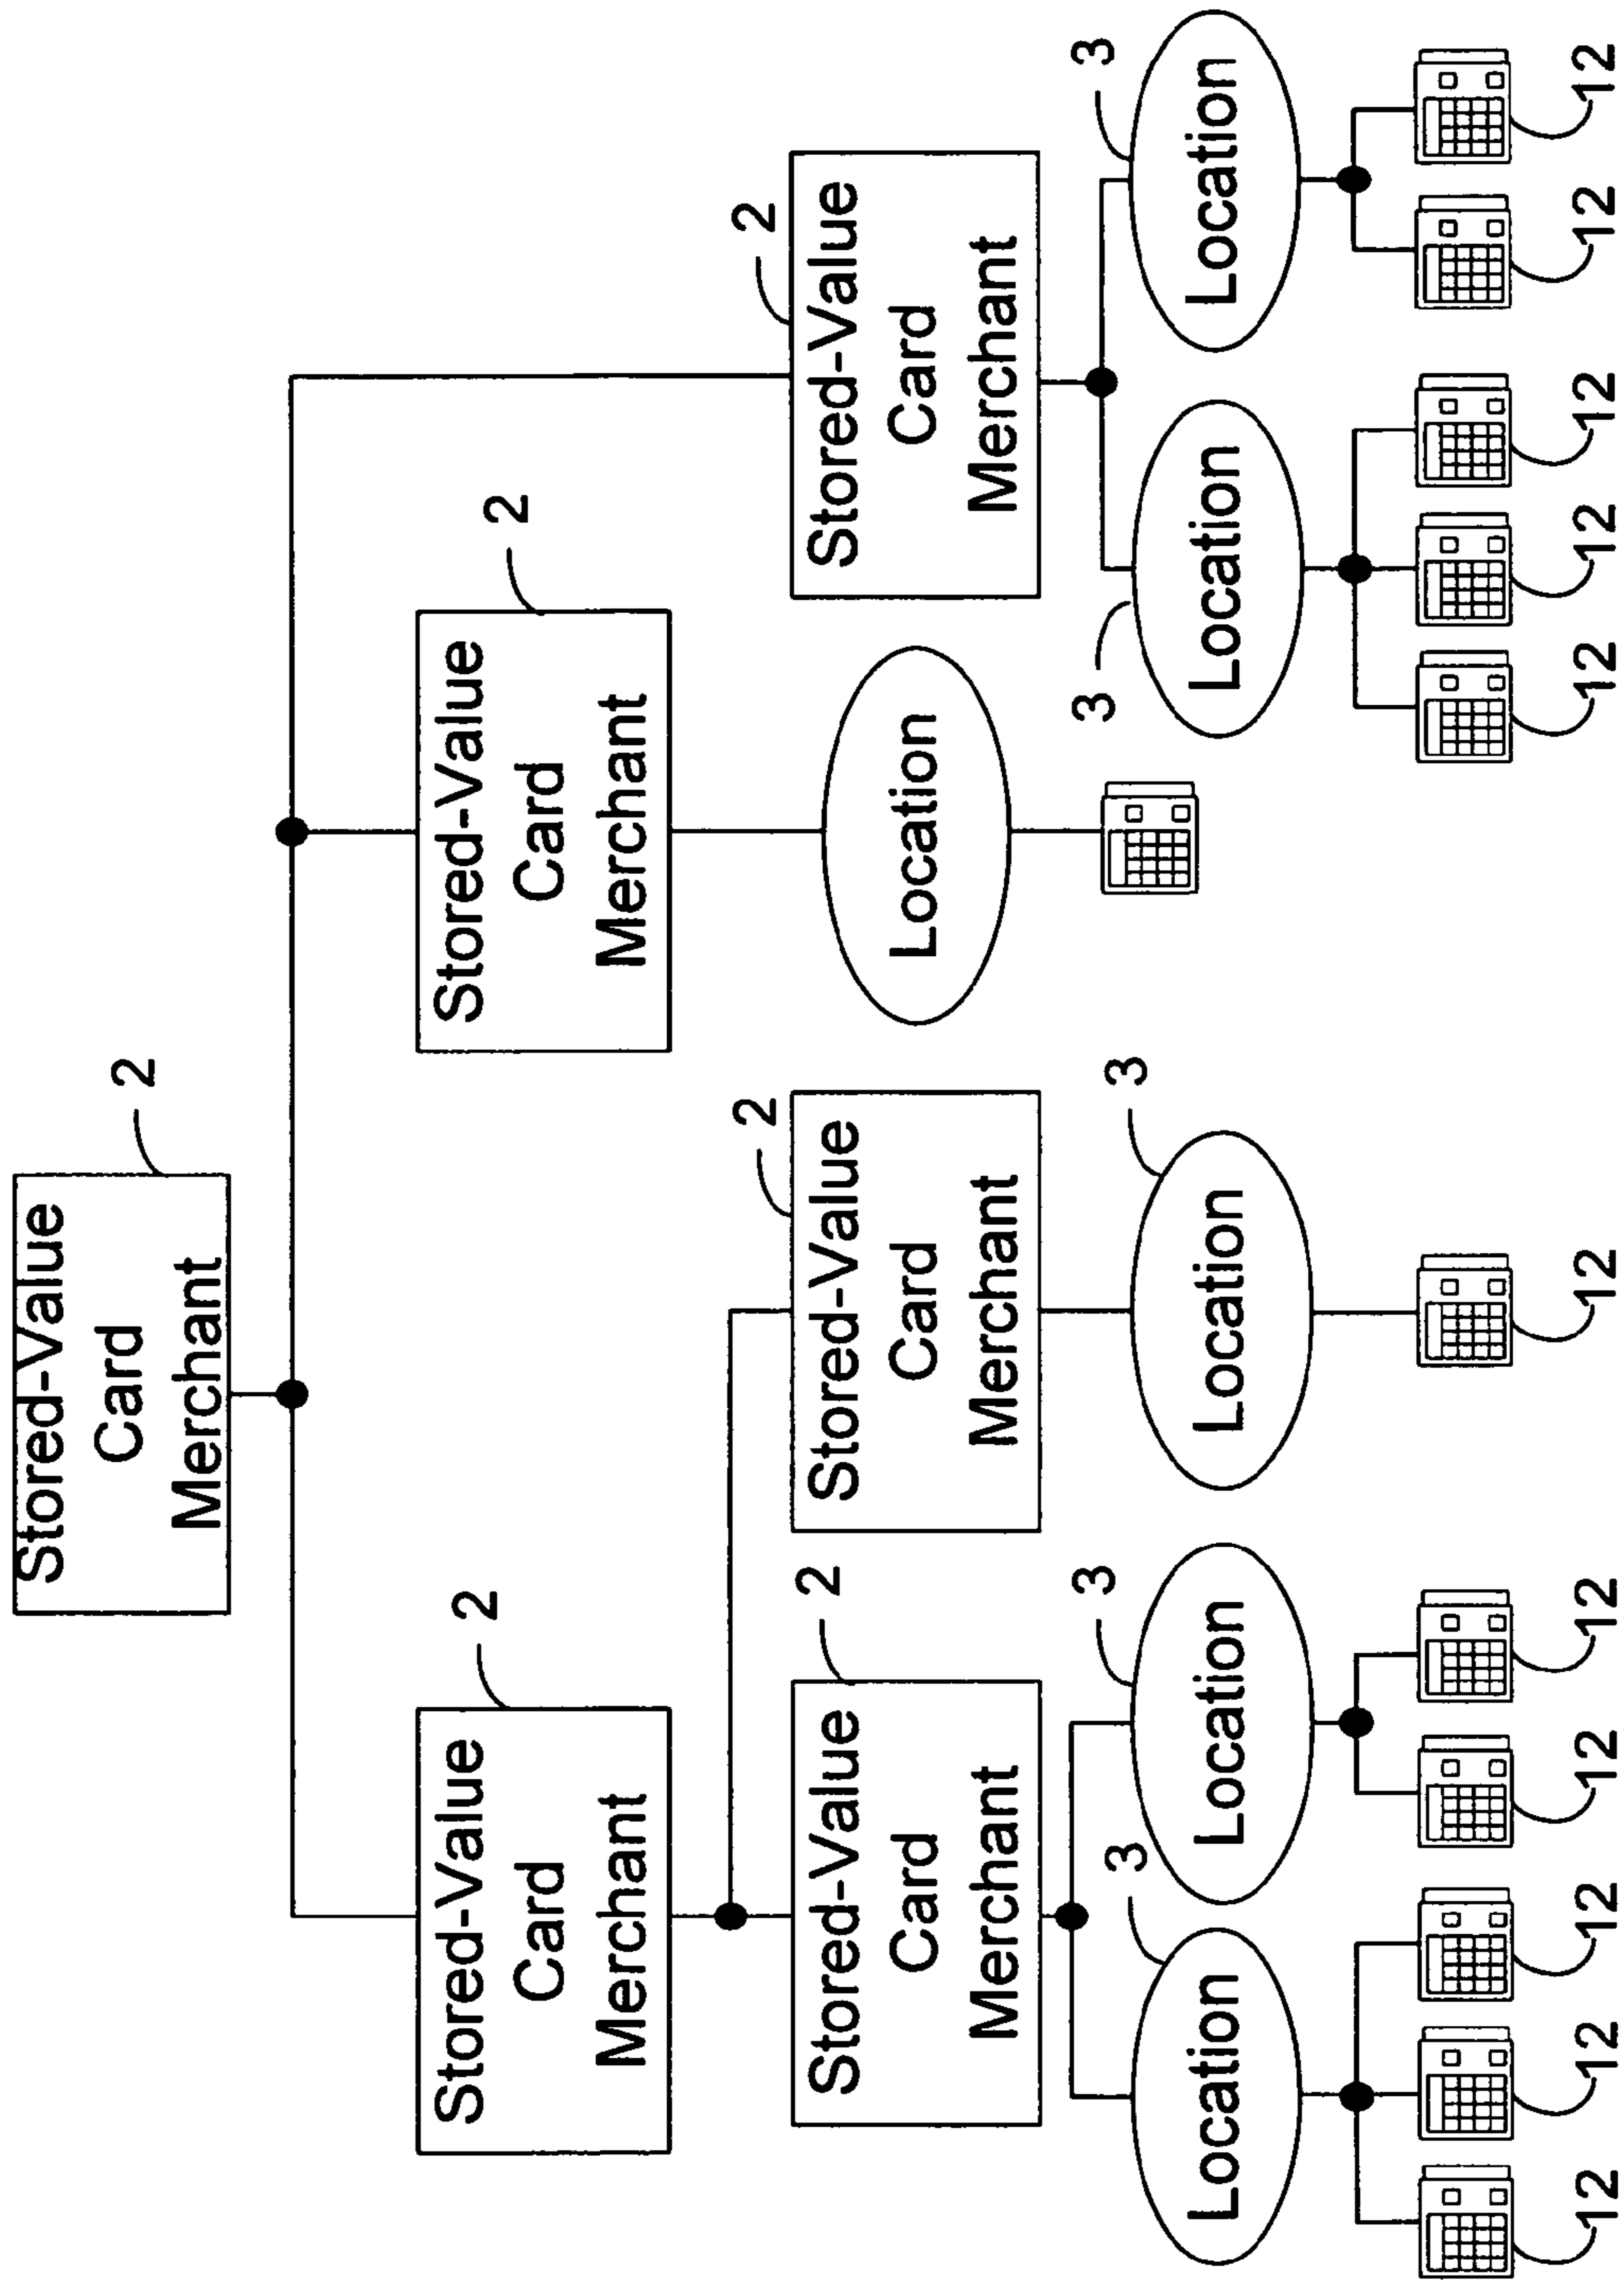 Stored-Value
Card
Merchant
2
Stored-Value
Card
Merchant
2
Stored-Value
Card
Merchant
2
Stored-Value
Card
Merchant
2
Stored-Value
Card
Merchant
2
Stored-Value
Card
Merchant
2
Location
Location
3
Location
3
Location
3
Location
3
Location
3
12
12
12
12
12
12
12
12
12
12
12